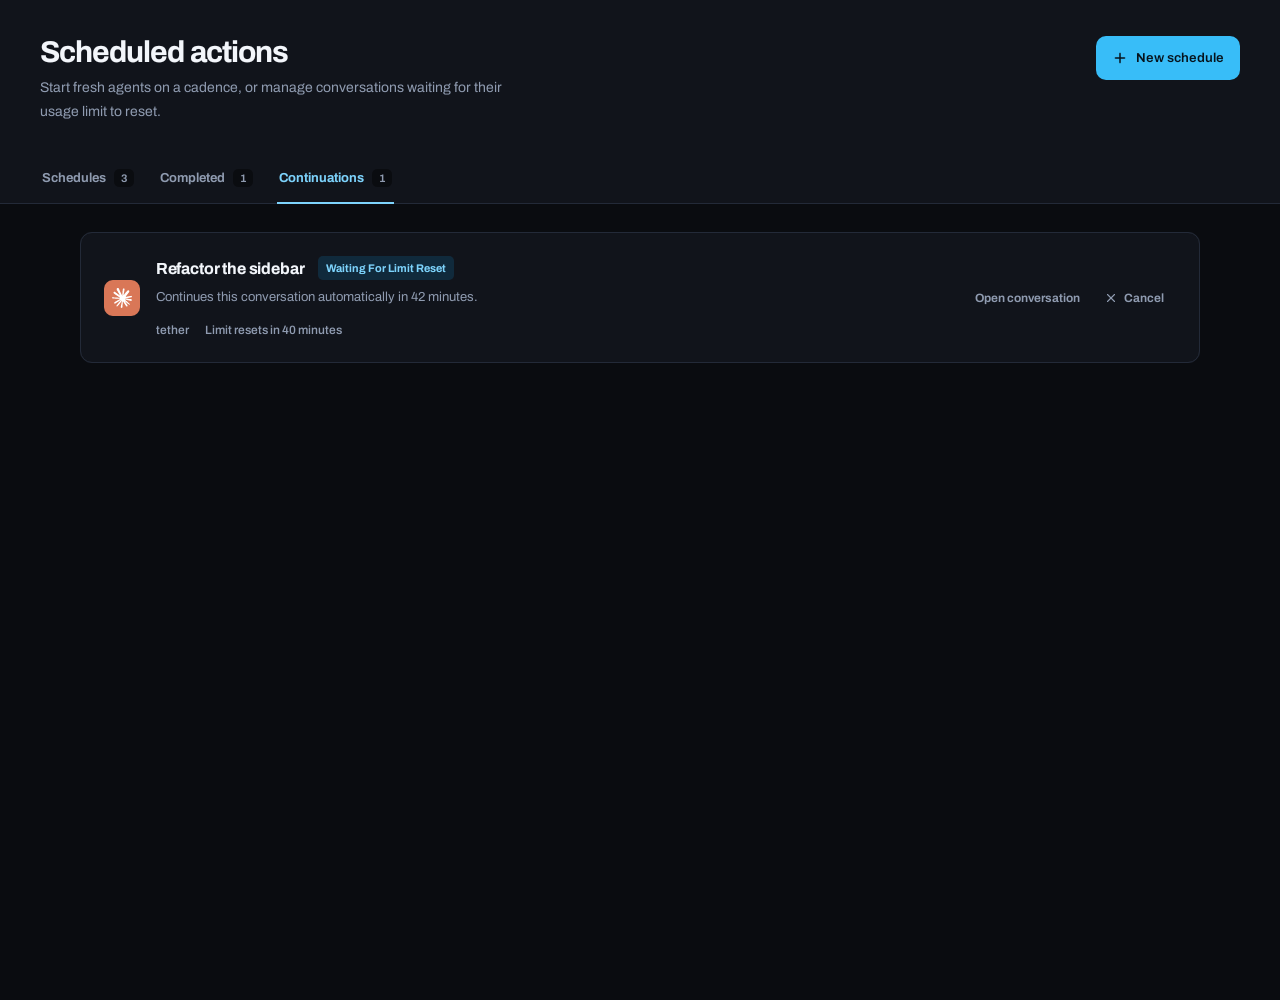 Scheduled actions
Start fresh agents on a cadence, or manage conversations waiting for their
usage limit to reset.
New schedule
Schedules 3 Completed 1 Continuations 1
Refactor the sidebar Waiting For Limit Reset
Continues this conversation automatically in 42 minutes.
tether Limit resets in 40 minutes
Open conversation Cancel